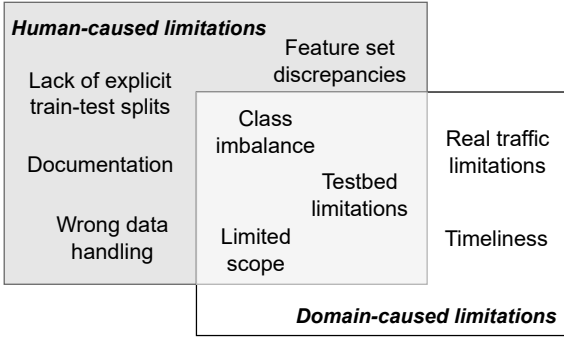 Human-caused limitations
Feature set
discrepancies
Lack of explicit
train-test splits
Class
imbalance
Real traffic
limitations
Documentation
Testbed
limitations
Wrong data
handling
Limited
scope
Timeliness
Domain-caused limitations